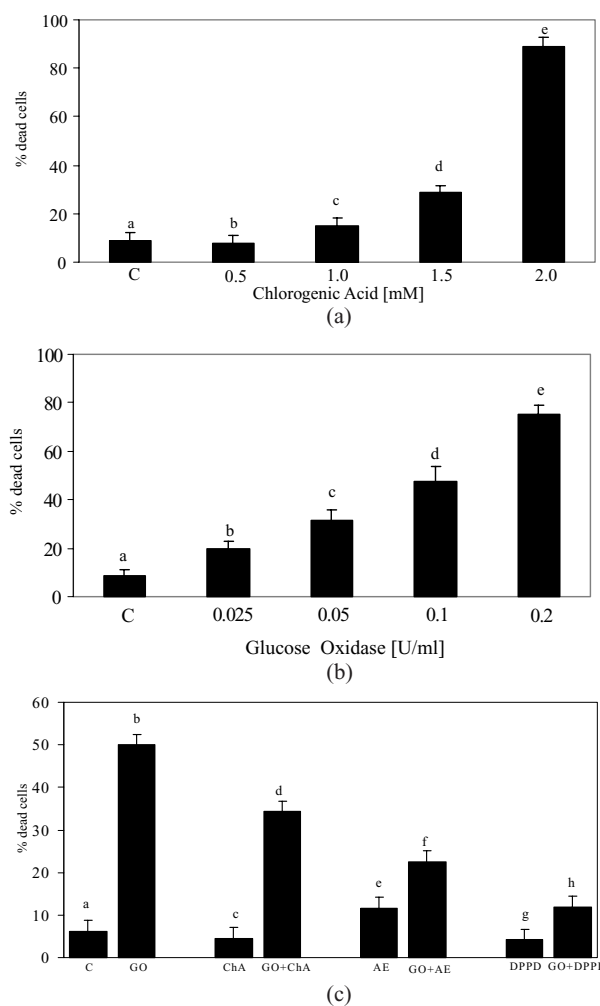 100
80
60
40
20
0
% dead cells
a
b
c
d
e
C 0.5 1.0 1.5 2.0
Chlorogenic Acid [mM]
(a)
100
80
60
40
20
0
% dead cells
a
b
c
d
e
C 0.025 0.05 0.1 0.2
Glucose Oxidase [U/ml]
(b)
60
50
40
30
20
10
0
% dead cells
a
b
c
d
e
f
g
h
C GO ChA GO+ChA AE GO+AE DPPD GO+DPPI
(c)